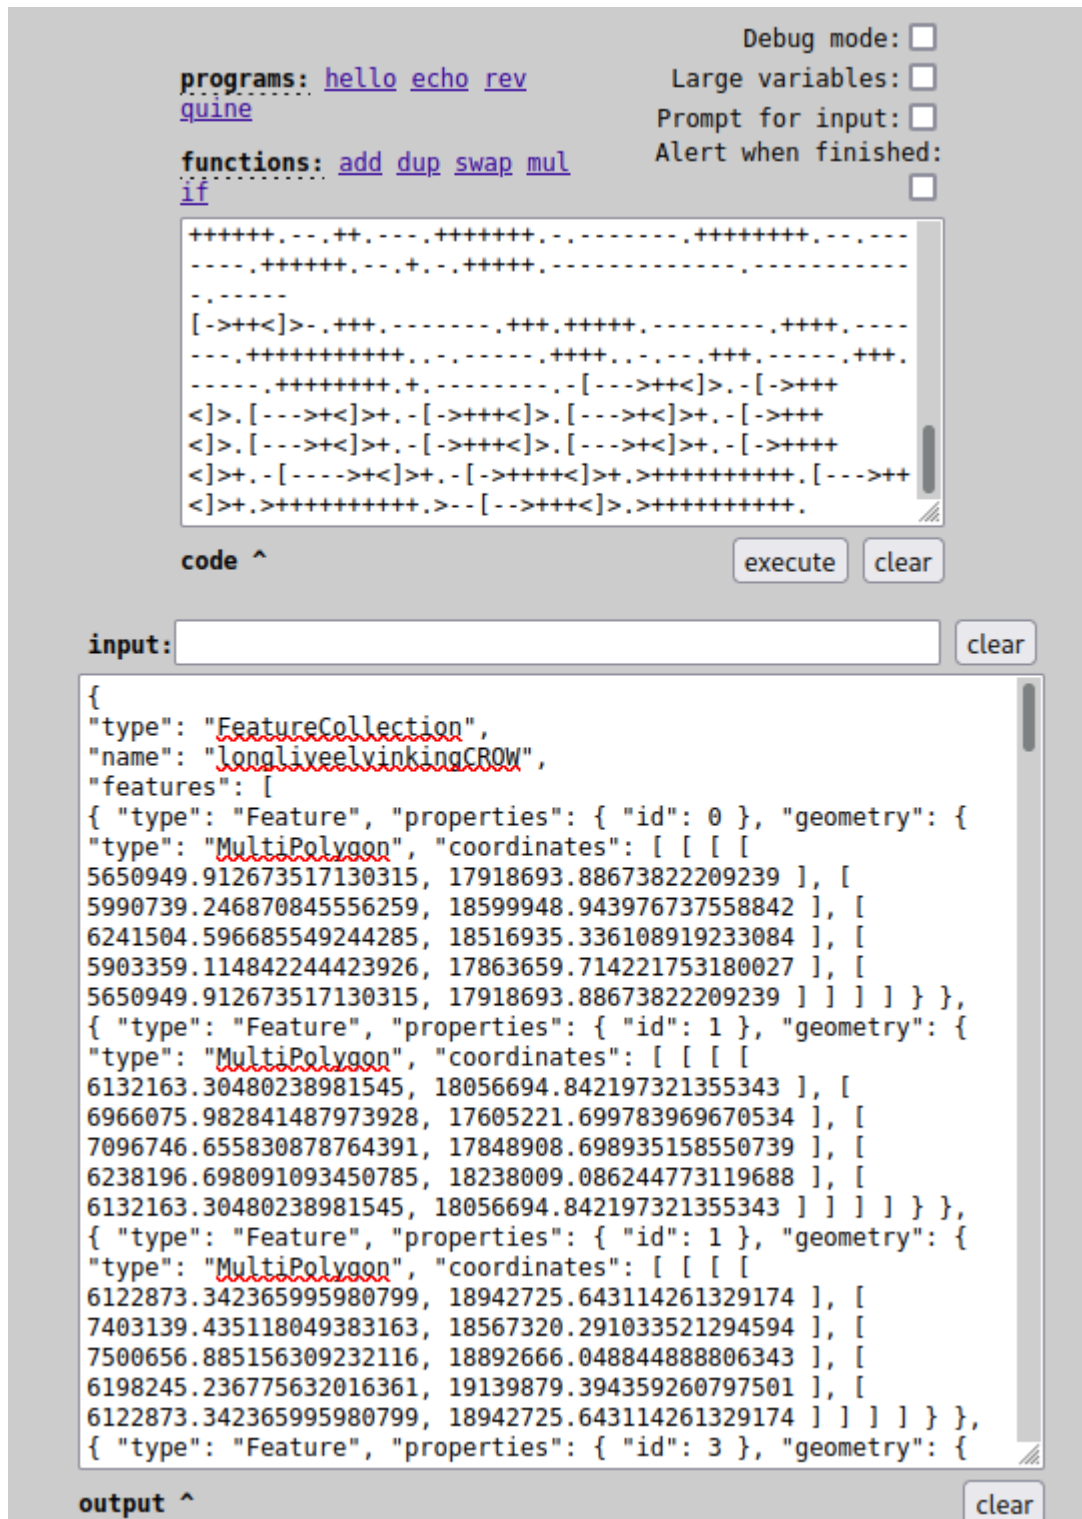 Debug mode:
programs: hello echo rev
quine
Large variables:
Prompt for input:
functions: add dup swap mul
if
Alert when finished:
++++++.--.++.---.+++++++.-.-------.++++++++.--.---
----.++++++.--.+.-.+++++.-------------.-----------
-.-----
[->++<]>-.+++.-------.+++.+++++.--------.++++.----
---.+++++++++++..-.-----.++++..-.--.+++.-----.+++.
-----.++++++++.+.--------.-[--->++<]>.-[->+++
<]>.[--->+<]>+.-[->+++<]>.[--->+<]>+.-[->+++
<]>.[--->+<]>+.-[->+++<]>.[--->+<]>+.-[->++++
<]>+.-[---->+<]>+.-[->++++<]>+.>++++++++++.[--->++
<]>+.>++++++++++.>--[-->+++<]>.>++++++++++.
code ^
execute
clear
input:
clear
{
"type": "FeatureCollection",
"name": "longliveelvinkingCROW",
"features": [
{ "type": "Feature", "properties": { "id": 0 }, "geometry": {
"type": "MultiPolygon", "coordinates": [ [ [ [
5650949.912673517130315, 17918693.88673822209239 ], [
5990739.246870845556259, 18599948.943976737558842 ], [
6241504.596685549244285, 18516935.336108919233084 ], [
5903359.114842244423926, 17863659.714221753180027 ], [
5650949.912673517130315, 17918693.88673822209239 ] ] ] ] } },
{ "type": "Feature", "properties": { "id": 1 }, "geometry": {
"type": "MultiPolygon", "coordinates": [ [ [ [
6132163.30480238981545, 18056694.842197321355343 ], [
6966075.982841487973928, 17605221.699783969670534 ], [
7096746.655830878764391, 17848908.698935158550739 ], [
6238196.698091093450785, 18238009.086244773119688 ], [
6132163.30480238981545, 18056694.842197321355343 ] ] ] ] } },
{ "type": "Feature", "properties": { "id": 1 }, "geometry": {
"type": "MultiPolygon", "coordinates": [ [ [ [
6122873.342365995980799, 18942725.643114261329174 ], [
7403139.435118049383163, 18567320.291033521294594 ], [
7500656.885156309232116, 18892666.048844888806343 ], [
6198245.236775632016361, 19139879.394359260797501 ], [
6122873.342365995980799, 18942725.643114261329174 ] ] ] ] } },
{ "type": "Feature", "properties": { "id": 3 }, "geometry": {
output ^
clear